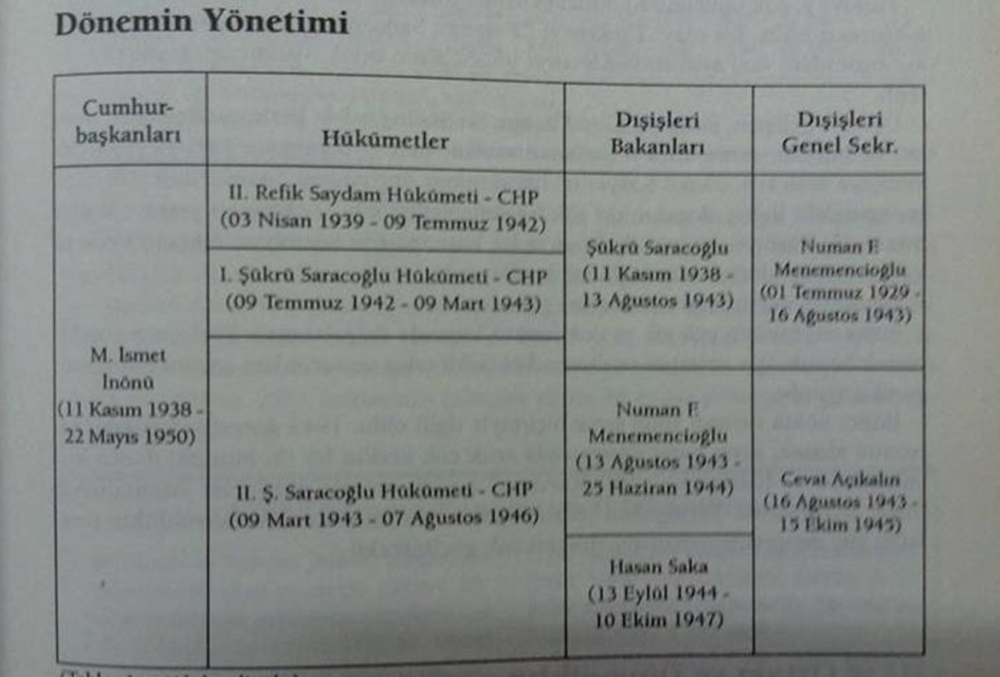 Dönemin Yönetimi
Cumhur-
başkanları
Hükûmetler
Dışişleri
Bakanları
Dışişleri
Genel Sekr.
M. İsmet
İnönü
(11 Kasım 1938 -
22 Mayıs 1950)
II. Refik Saydam Hükûmeti - CHP
(03 Nisan 1939 - 09 Temmuz 1942)
I. Şükrü Saracoğlu Hükûmeti - CHP
(09 Temmuz 1942 - 09 Mart 1943)
II. Ş. Saracoğlu Hükûmeti - CHP
(09 Mart 1943 - 07 Ağustos 1946)
Şükrü Saracoğlu
(11 Kasım 1938 -
13 Ağustos 1943)
Numan F.
Menemencioğlu
(13 Ağustos 1943 -
25 Haziran 1944)
Hasan Saka
(13 Eylül 1944 -
10 Ekim 1947)
Numan F.
Menemencioğlu
(01 Temmuz 1929 -
16 Ağustos 1943)
Cevat Açıkalın
(16 Ağustos 1943 -
15 Ekim 1945)